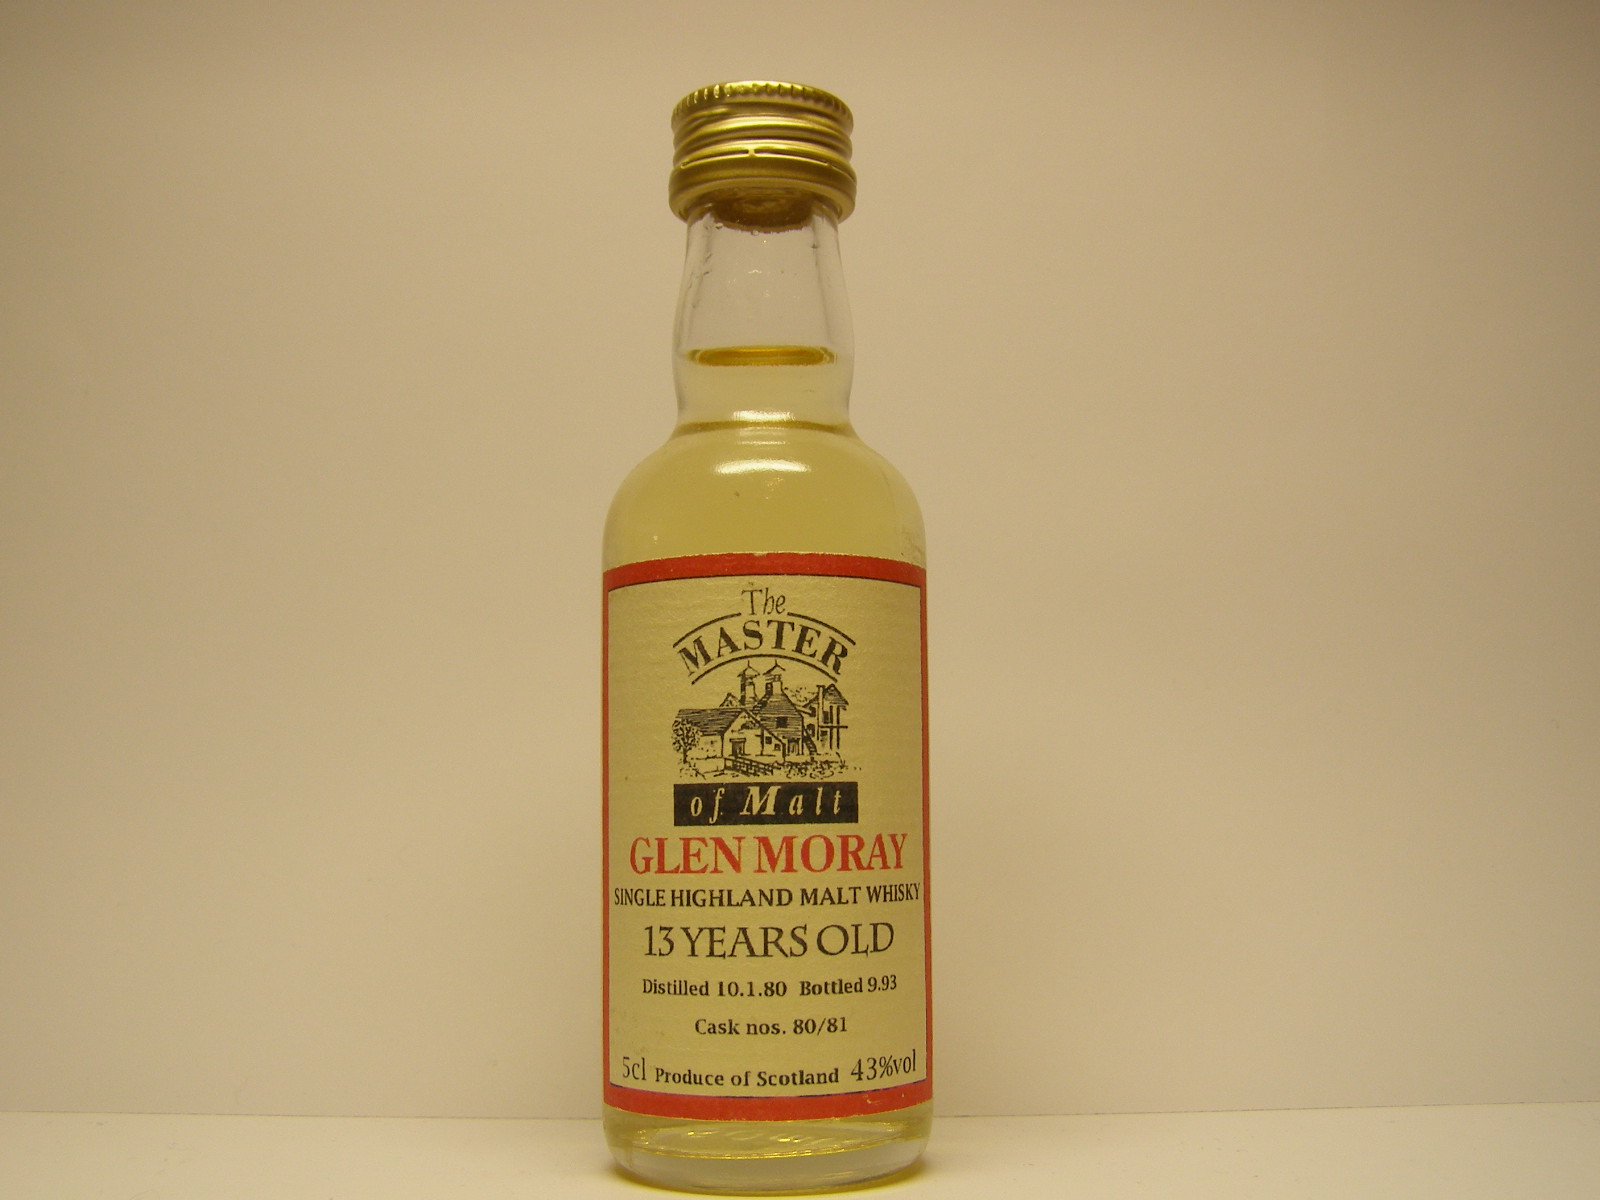 The
MASTER
of Malt
GLEN MORAY
SINGLE HIGHLAND MALT WHISKY
13 YEARS OLD
Distilled 10.1.80 Bottled 9.93
Cask nos. 80/81
5cl Produce of Scotland 43%vol